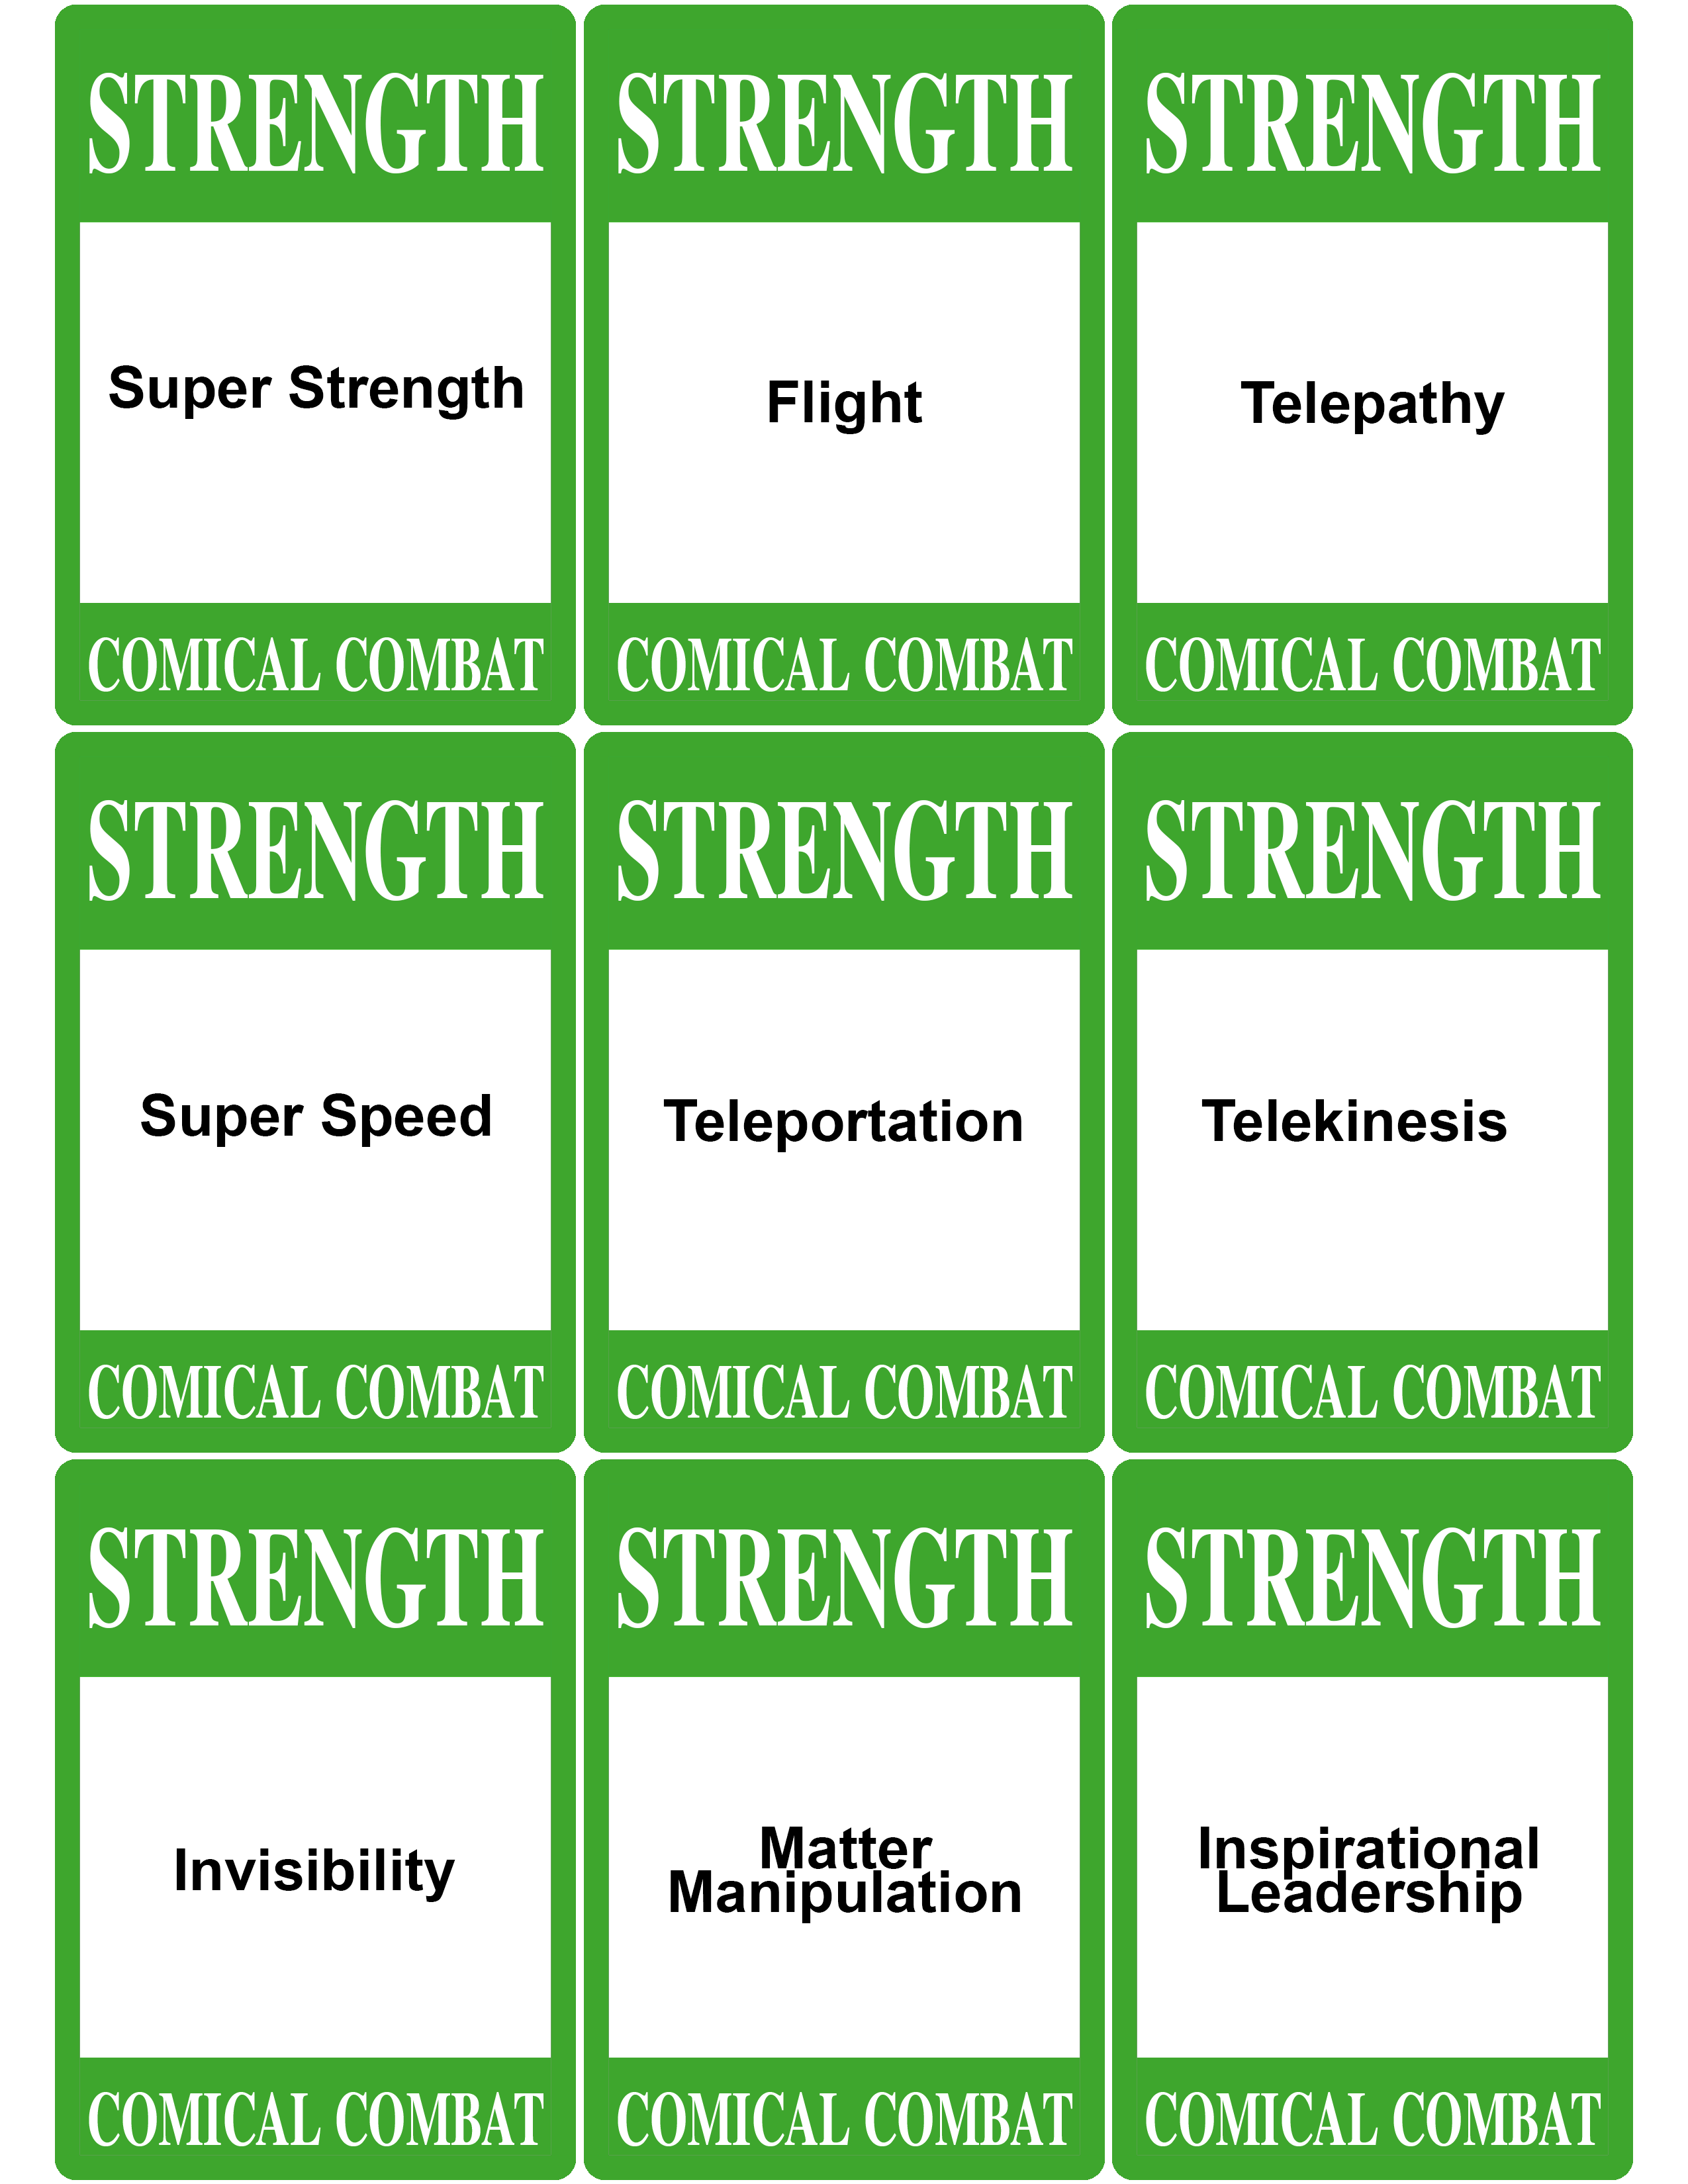 STRENGTH STRENGTH STRENGTH
Super Strength Flight Telepathy
COMICAL COMBAT COMICAL COMBAT COMICAL COMBAT
STRENGTH STRENGTH STRENGTH
Super Speed Teleportation Telekinesis
COMICAL COMBAT COMICAL COMBAT COMICAL COMBAT
STRENGTH STRENGTH STRENGTH
Invisibility
Matter
Manipulation
Inspirational
Leadership
COMICAL COMBAT COMICAL COMBAT COMICAL COMBAT